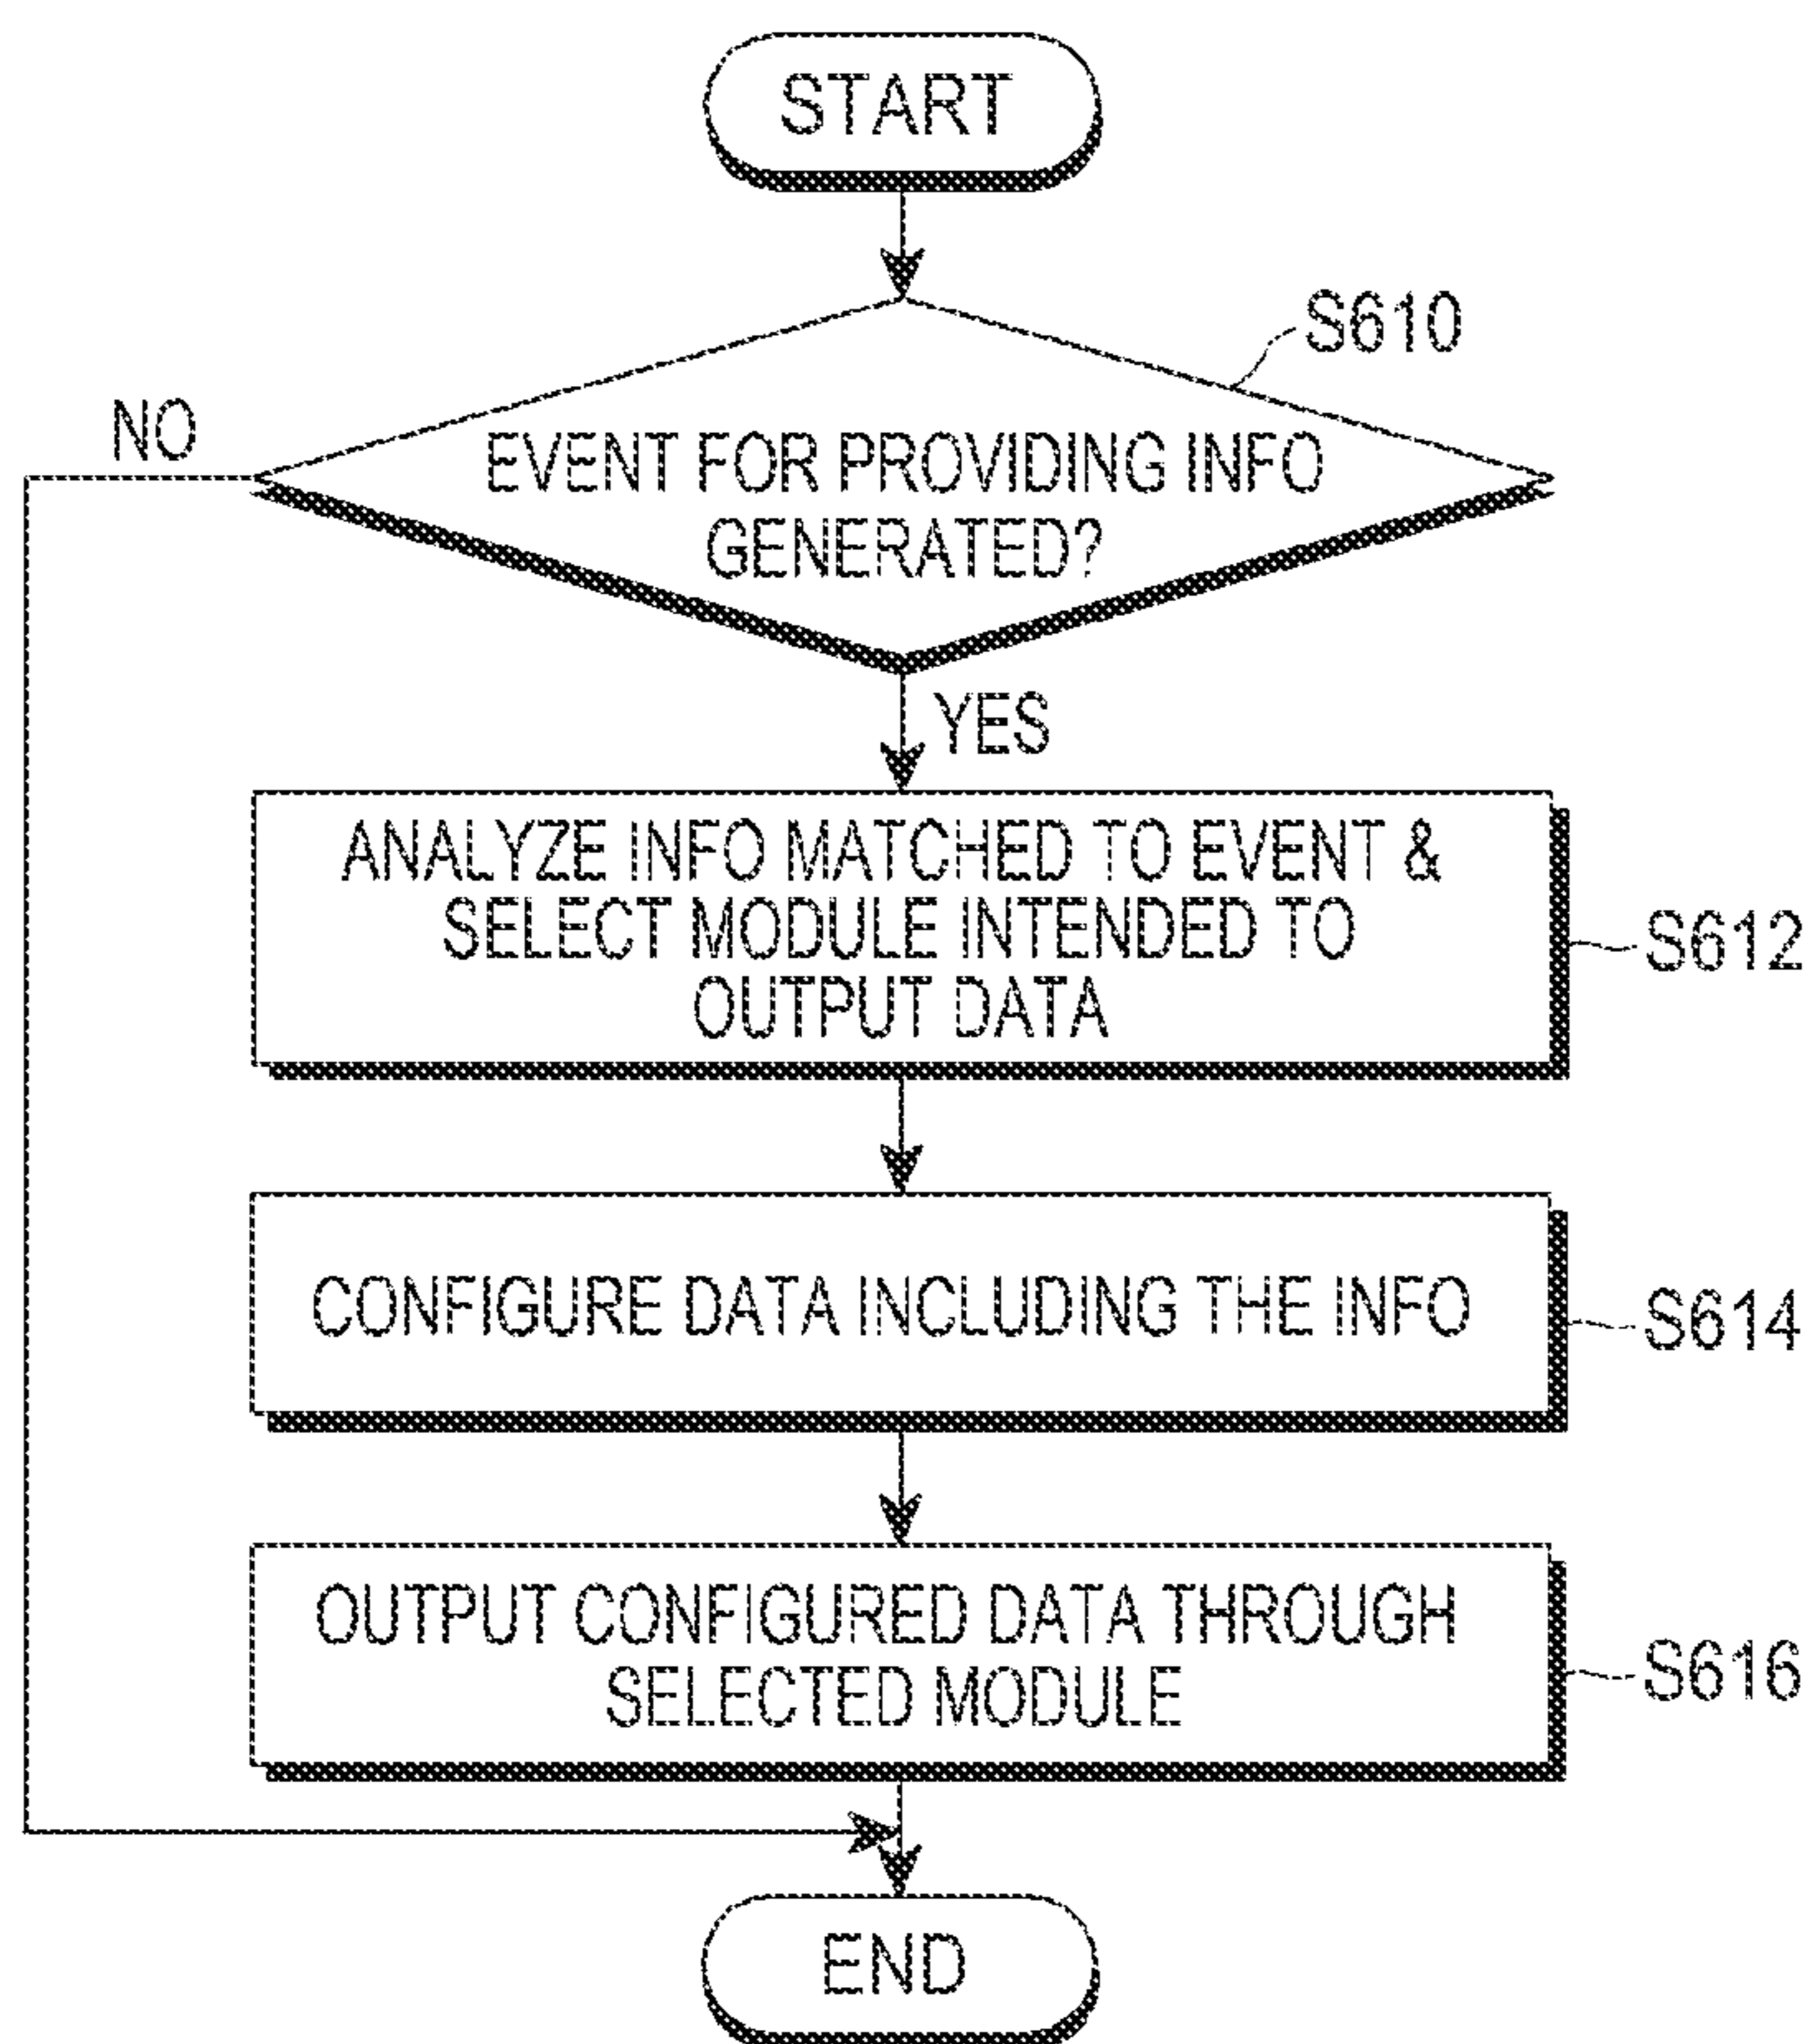 START
S610
NO
EVENT FOR PROVIDING INFO
GENERATED?
YES
ANALYZE INFO MATCHED TO EVENT &
SELECT MODULE INTENDED TO
OUTPUT DATA
S612
CONFIGURE DATA INCLUDING THE INFO
S614
OUTPUT CONFIGURED DATA THROUGH
SELECTED MODULE
S616
END